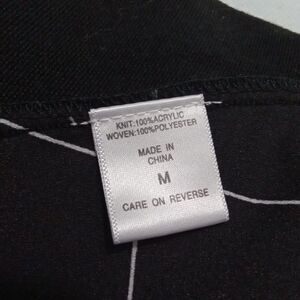 KNIT:100%ACRYLIC
WOVEN:100%POLYESTER
MADE IN
CHINA
M
CARE ON REVERSE